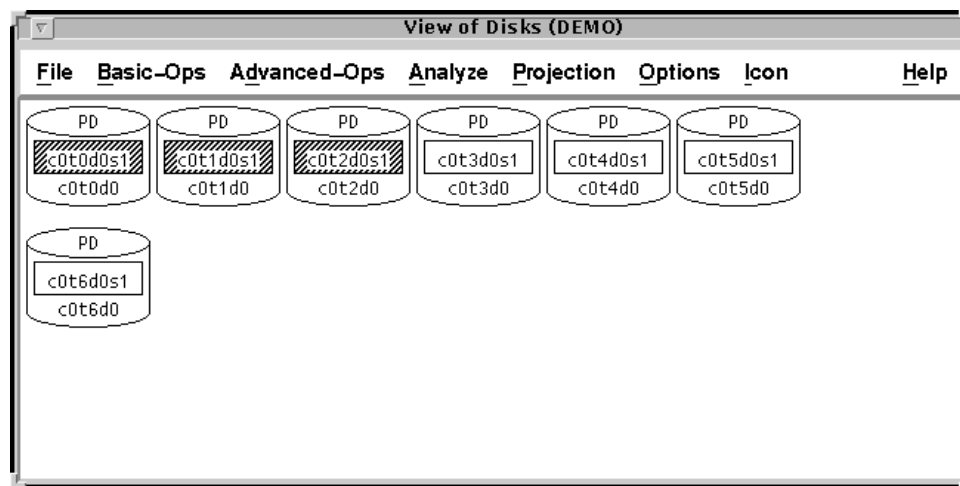 View of Disks (DEMO)
File Basic-Ops Advanced-Ops Analyze Projection Options Icon Help
PD PD PD PD PD PD
c0t0d0s1 c0t1d0s1 c0t2d0s1 c0t3d0s1 c0t4d0s1 c0t5d0s1
c0t0d0 c0t1d0 c0t2d0 c0t3d0 c0t4d0 c0t5d0
PD
c0t6d0s1
c0t6d0